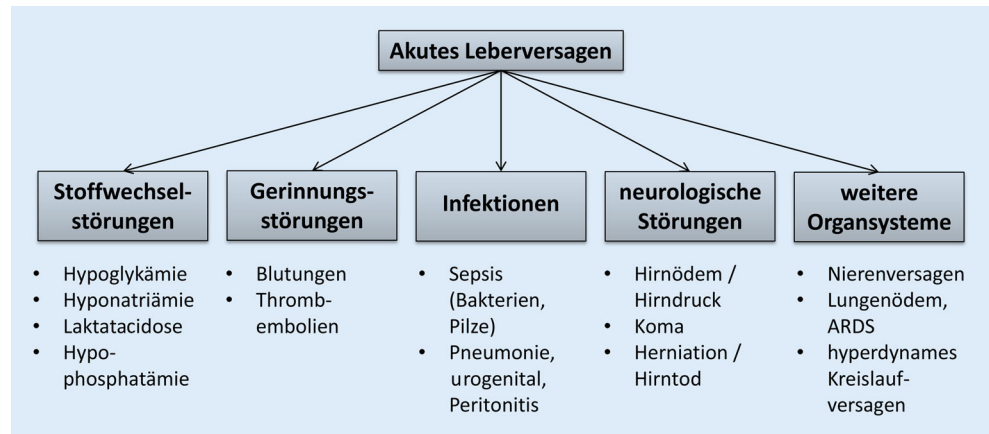 Akutes Leberversagen
Stoffwechsel-
störungen
• Hypoglykämie
• Hyponatriämie
• Laktatacidose
• Hypo-
phosphatämie
Gerinnungs-
störungen
• Blutungen
• Thromb-
embolien
Infektionen
• Sepsis
(Bakterien,
Pilze)
• Pneumonie,
urogenital,
Peritonitis
neurologische
Störungen
• Hirnödem /
Hirndruck
• Koma
• Herniation /
Hirntod
weitere
Organsysteme
• Nierenversagen
• Lungenödem,
ARDS
• hyperdynames
Kreislauf-
versagen